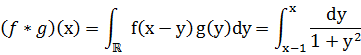 (f * g)(x) = ∫_ℝ f(x − y) g(y)dy = ∫_{x−1}^{x} dy/(1 + y²)